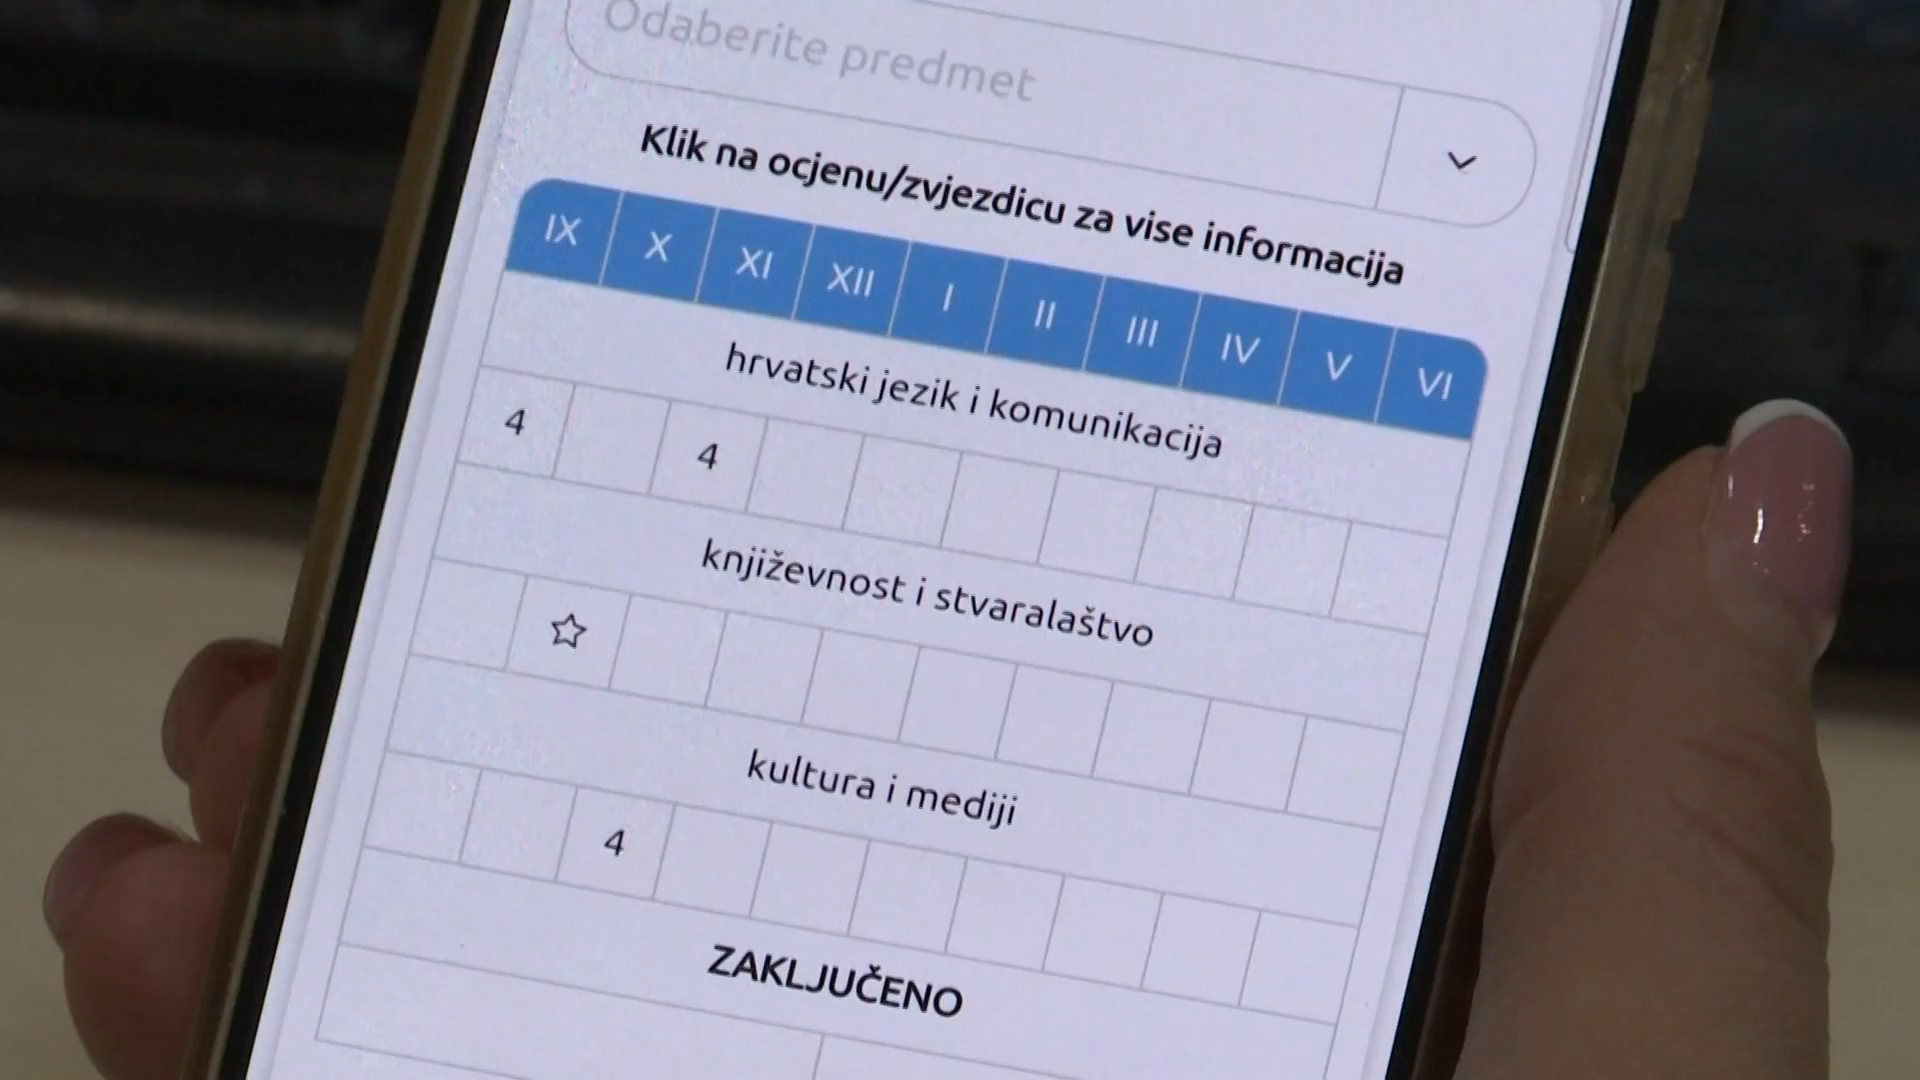 Odaberite predmet
Klik na ocjenu/zvjezdicu za vise informacija
IX X XI XII I II III IV V VI
hrvatski jezik i komunikacija
4 4
književnost i stvaralaštvo
☆
kultura i mediji
4
ZAKLJUČENO